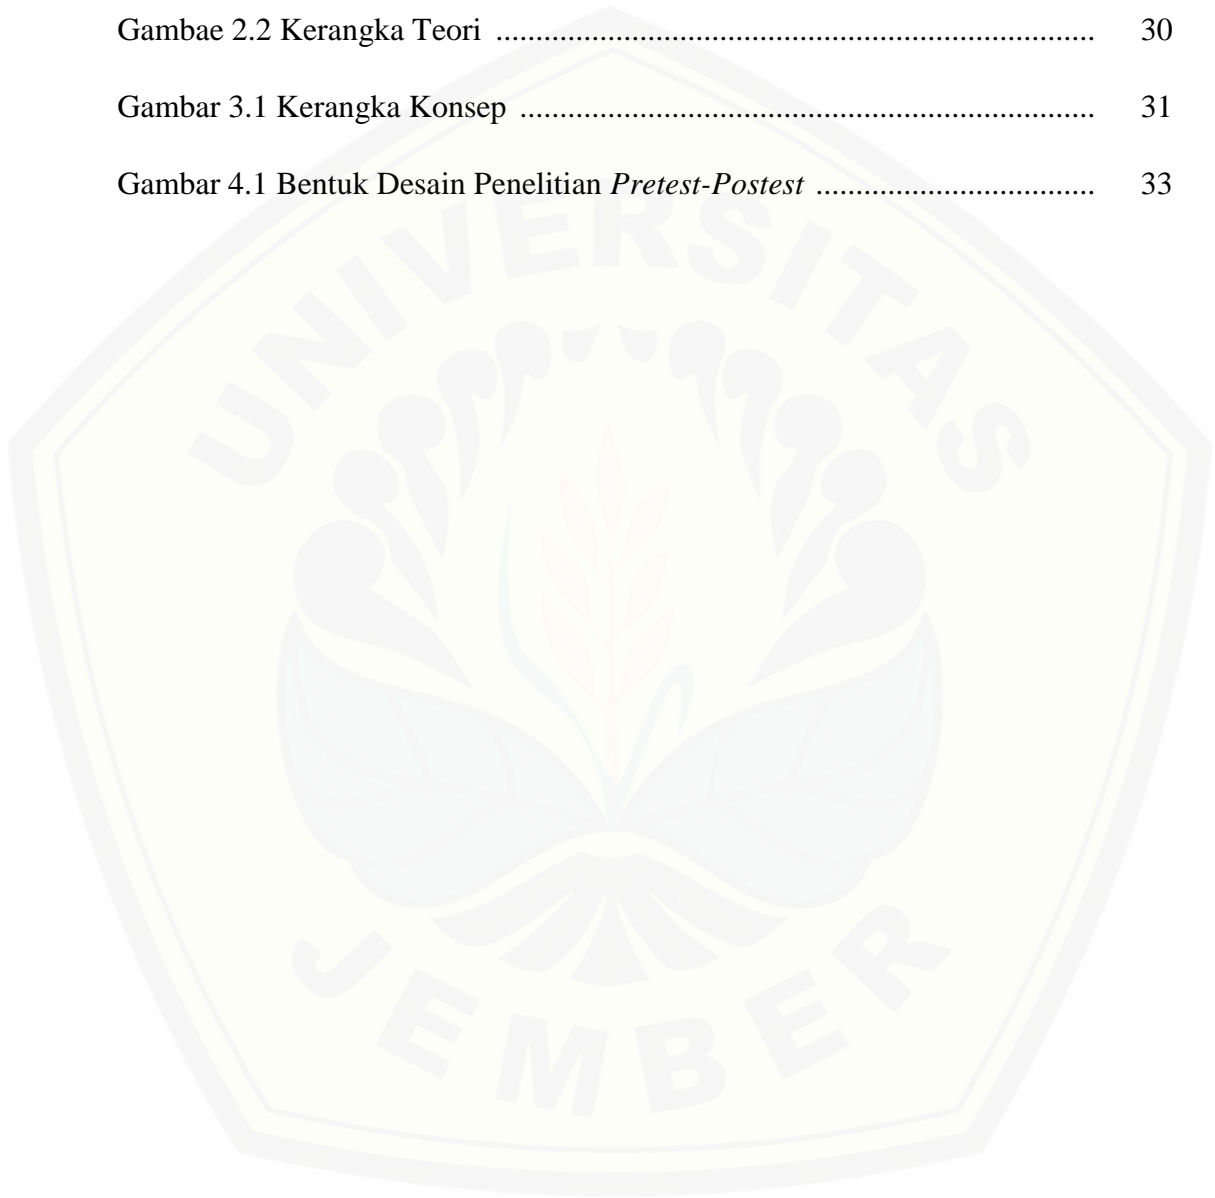 Gambae 2.2 Kerangka Teori ........................................................................... 30
Gambar 3.1 Kerangka Konsep ........................................................................ 31
Gambar 4.1 Bentuk Desain Penelitian Pretest-Postest ................................... 33
UNIVERSITAS
JEMBER